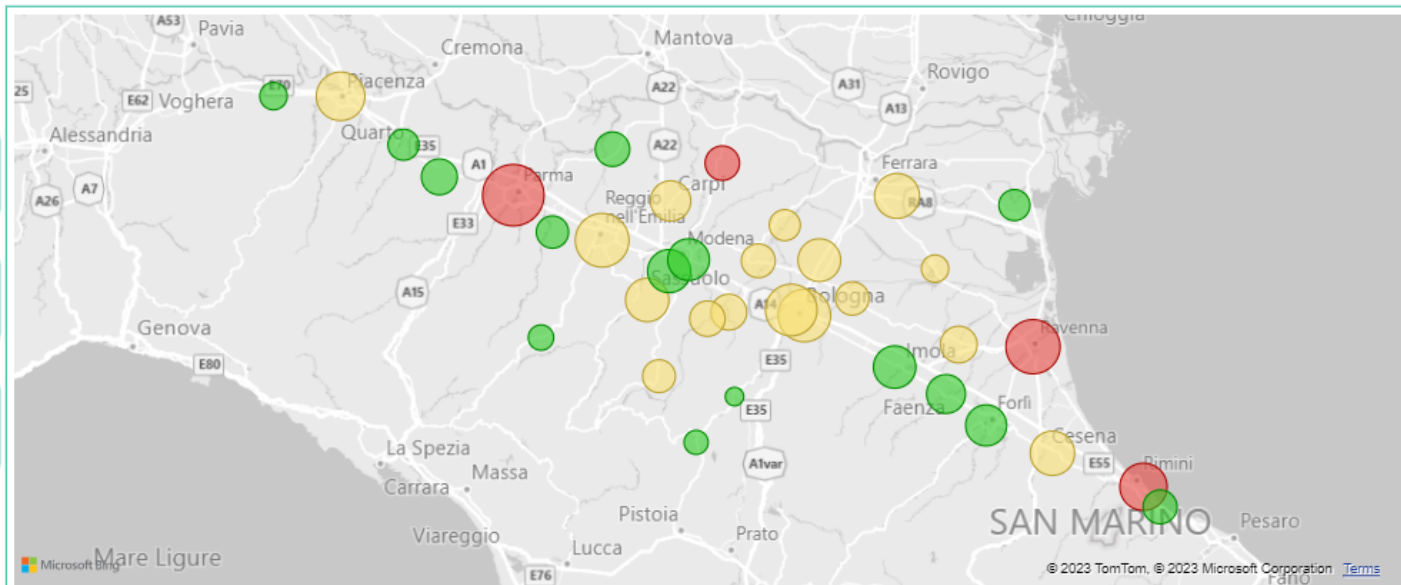 A53
Pavia
Chioggia
Cremona
Mantova
E70
Piacenza
A22
A31
Rovigo
25
E62
Voghera
A13
Alessandria
Quarto
E35
A1
A22
Ferrara
A26
A7
Parma
Carpi
RA8
E33
Reggio
nell'Emilia
Modena
Sassuolo
A15
A14
Bologna
Genova
Ravenna
E80
E35
Imola
Faenza
Forlì
E35
Cesena
La Spezia
A1var
E55
Rimini
Massa
Carrara
SAN MARINO
Pistoia
Pesaro
Viareggio
Prato
Lucca
Mare Ligure
Microsoft Bing
E76
© 2023 TomTom, © 2023 Microsoft Corporation Terms
Fano